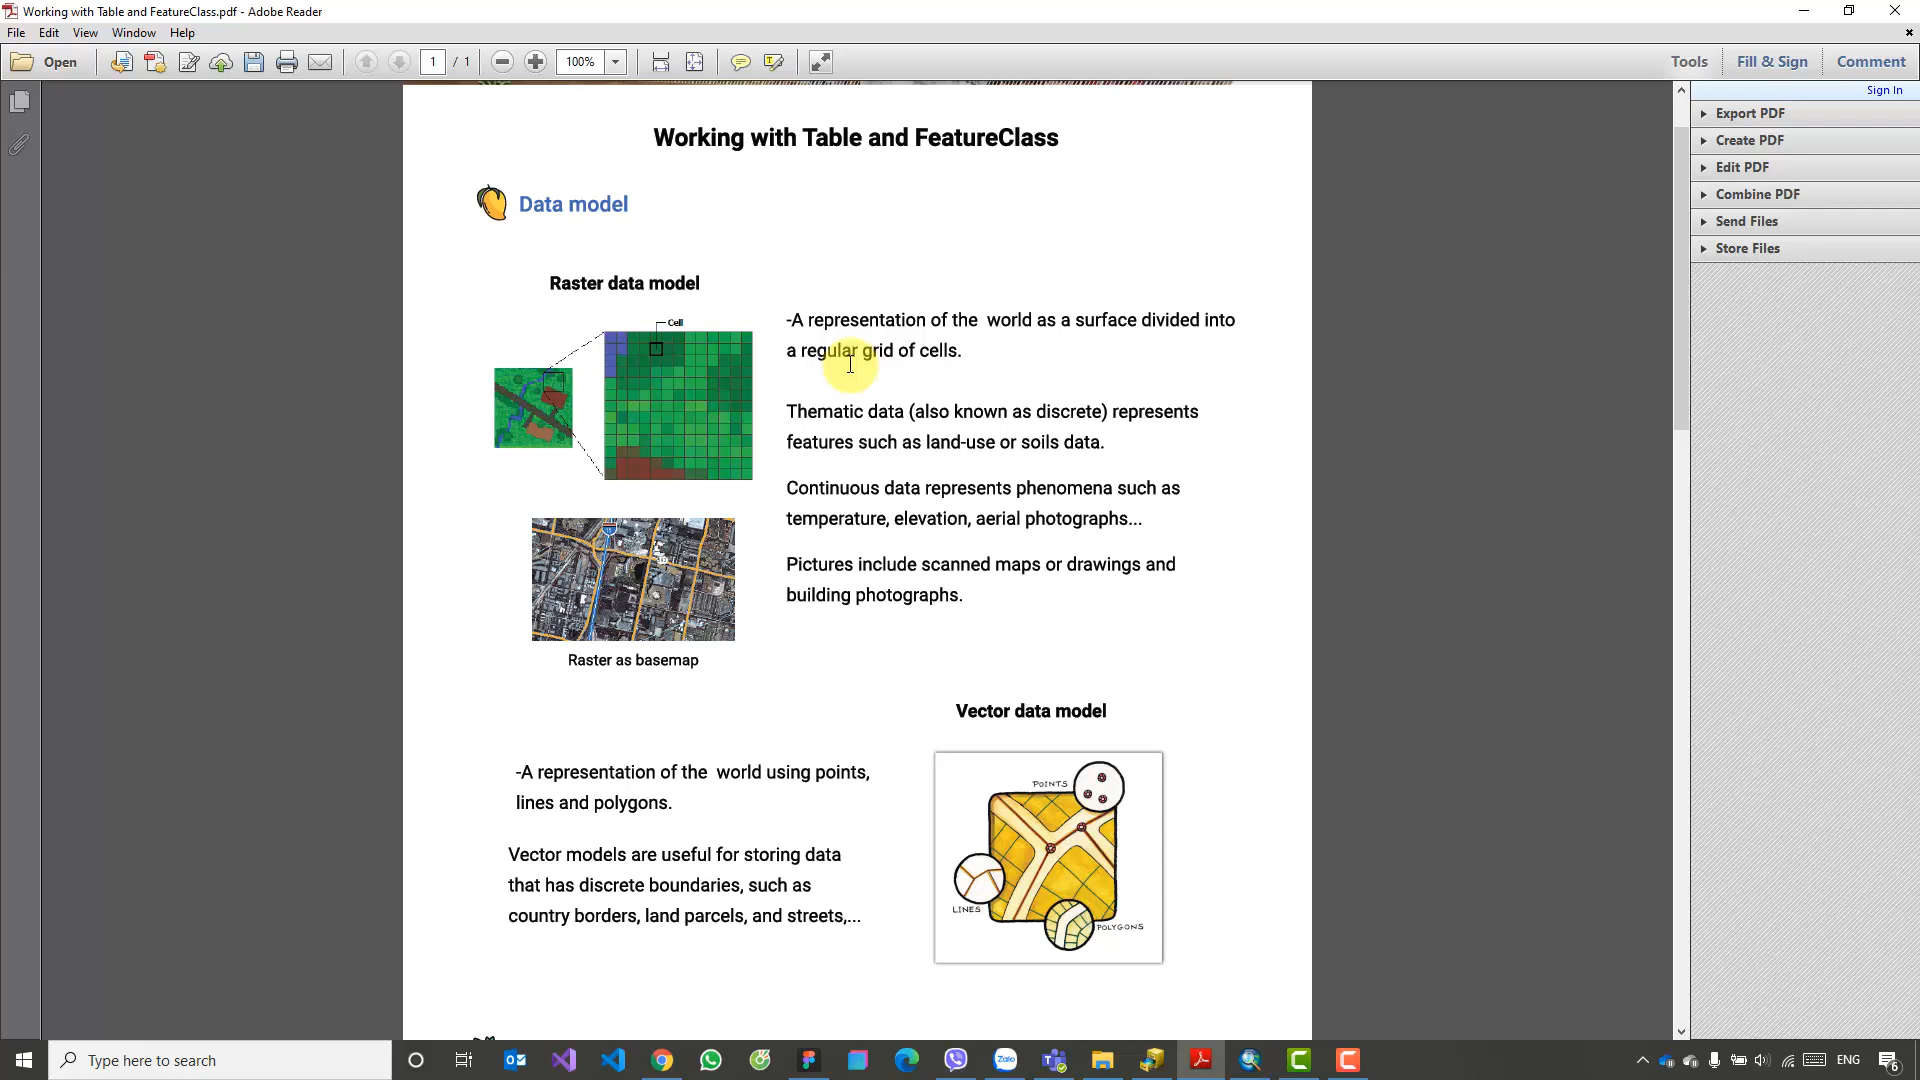 Working with Table and FeatureClass.pdf - Adobe Reader
File Edit View Window Help
Open 1 / 1 100% Tools Fill & Sign Comment
Sign In
Export PDF
Create PDF
Edit PDF
Combine PDF
Send Files
Store Files
Working with Table and FeatureClass
Data model
Raster data model
Cell
-A representation of the world as a surface divided into
a regular grid of cells.
Thematic data (also known as discrete) represents
features such as land-use or soils data.
Continuous data represents phenomena such as
temperature, elevation, aerial photographs...
Pictures include scanned maps or drawings and
building photographs.
Raster as basemap
Vector data model
-A representation of the world using points,
lines and polygons.
Vector models are useful for storing data
that has discrete boundaries, such as
country borders, land parcels, and streets,...
POINTS
LINES
POLYGONS
Type here to search
Zalo
ENG
6